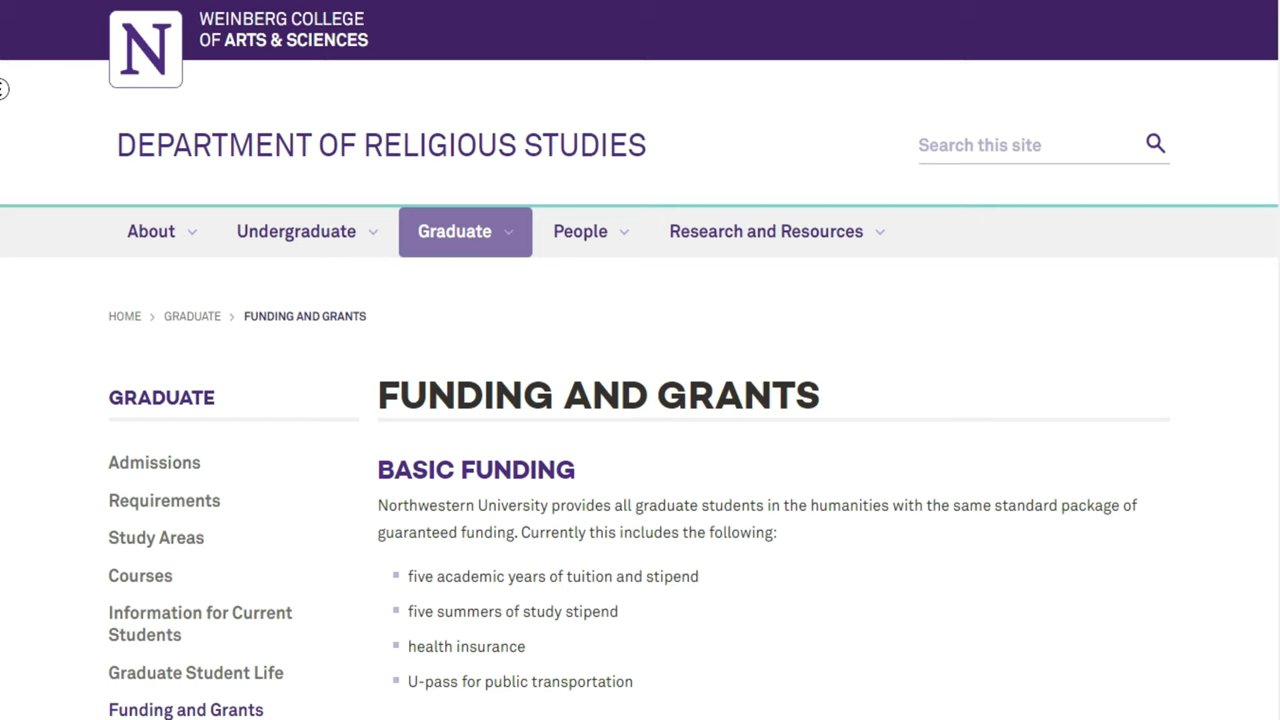 WEINBERG COLLEGE
OF ARTS & SCIENCES
N
DEPARTMENT OF RELIGIOUS STUDIES
Search this site
About
Undergraduate
Graduate
People
Research and Resources
HOME > GRADUATE > FUNDING AND GRANTS
GRADUATE
Admissions
Requirements
Study Areas
Courses
Information for Current
Students
Graduate Student Life
Funding and Grants
FUNDING AND GRANTS
BASIC FUNDING
Northwestern University provides all graduate students in the humanities with the same standard package of
guaranteed funding. Currently this includes the following:
five academic years of tuition and stipend
five summers of study stipend
health insurance
U-pass for public transportation